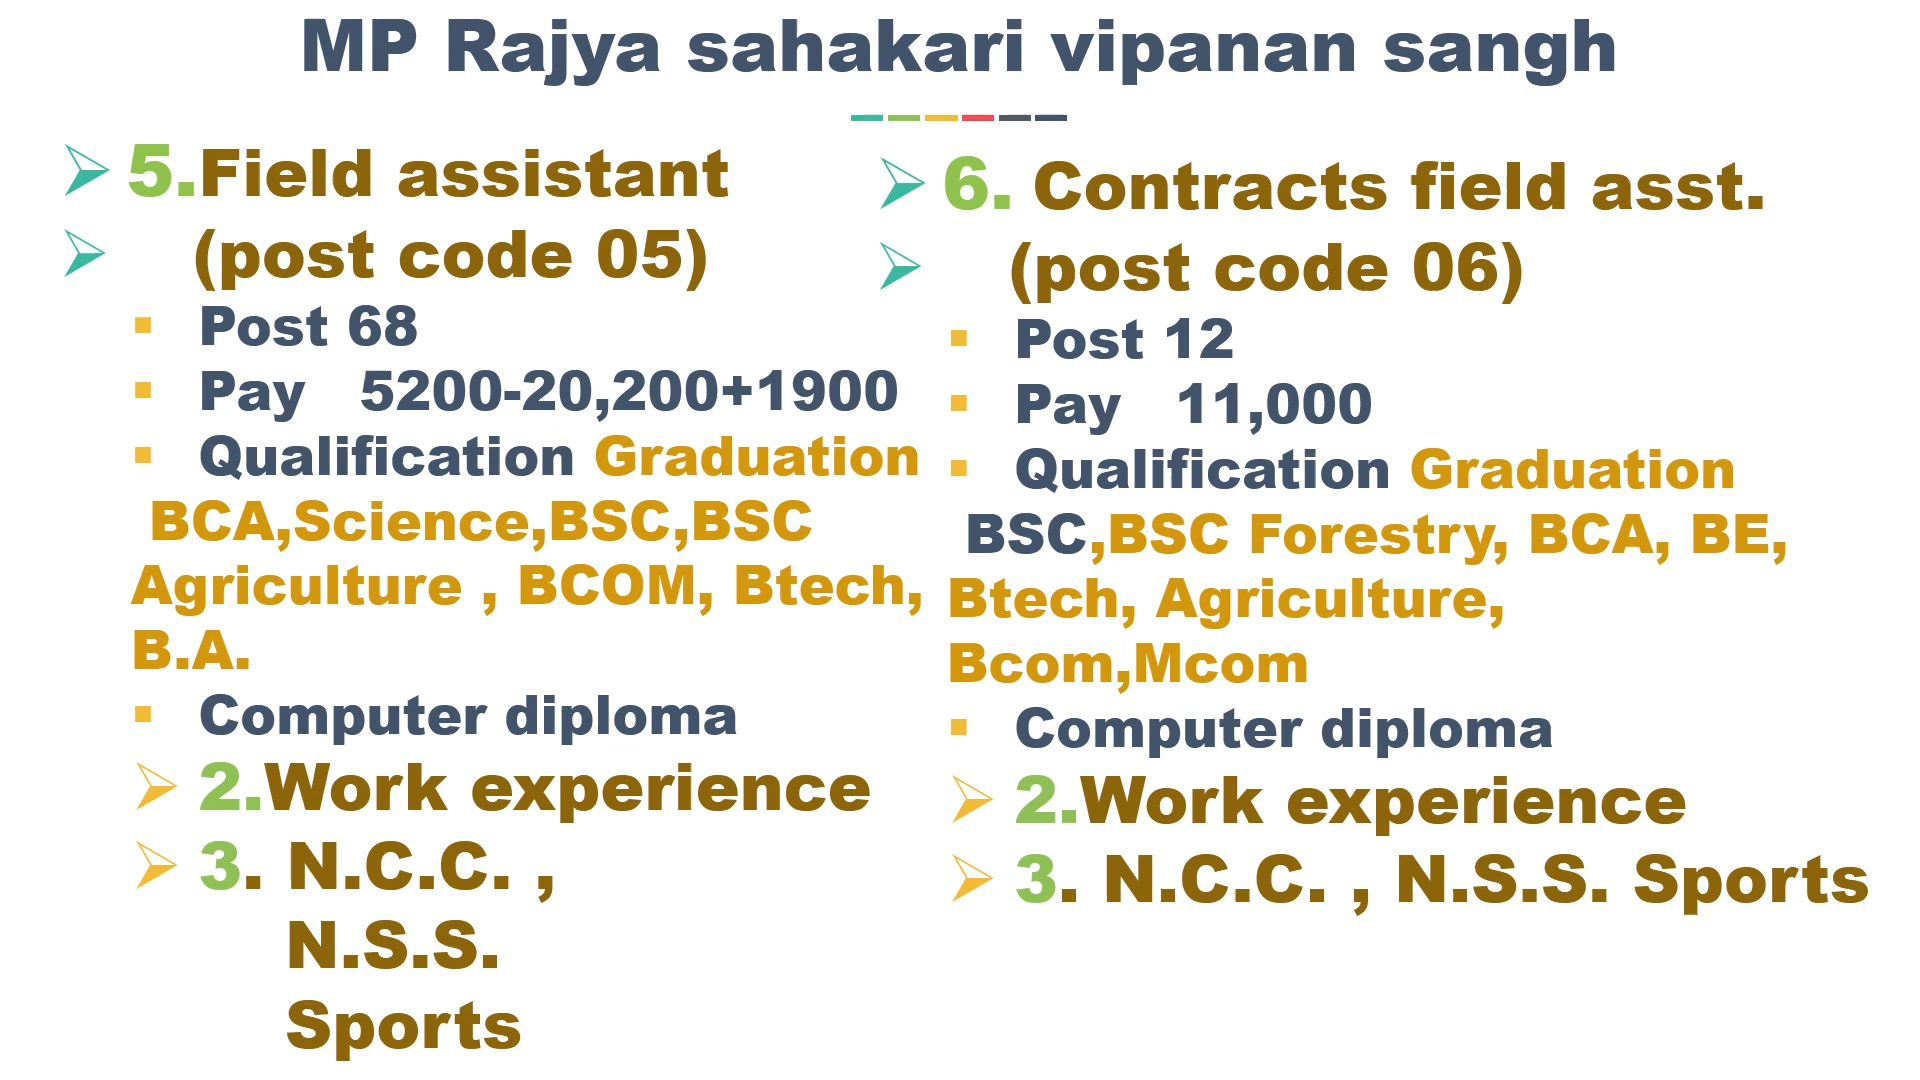 MP Rajya sahakari vipanan sangh
5.Field assistant
(post code 05)
Post 68
Pay 5200-20,200+1900
Qualification Graduation
BCA,Science,BSC,BSC
Agriculture , BCOM, Btech,
B.A.
Computer diploma
2.Work experience
3. N.C.C. ,
N.S.S.
Sports
6. Contracts field asst.
(post code 06)
Post 12
Pay 11,000
Qualification Graduation
BSC,BSC Forestry, BCA, BE,
Btech, Agriculture,
Bcom,Mcom
Computer diploma
2.Work experience
3. N.C.C. , N.S.S. Sports